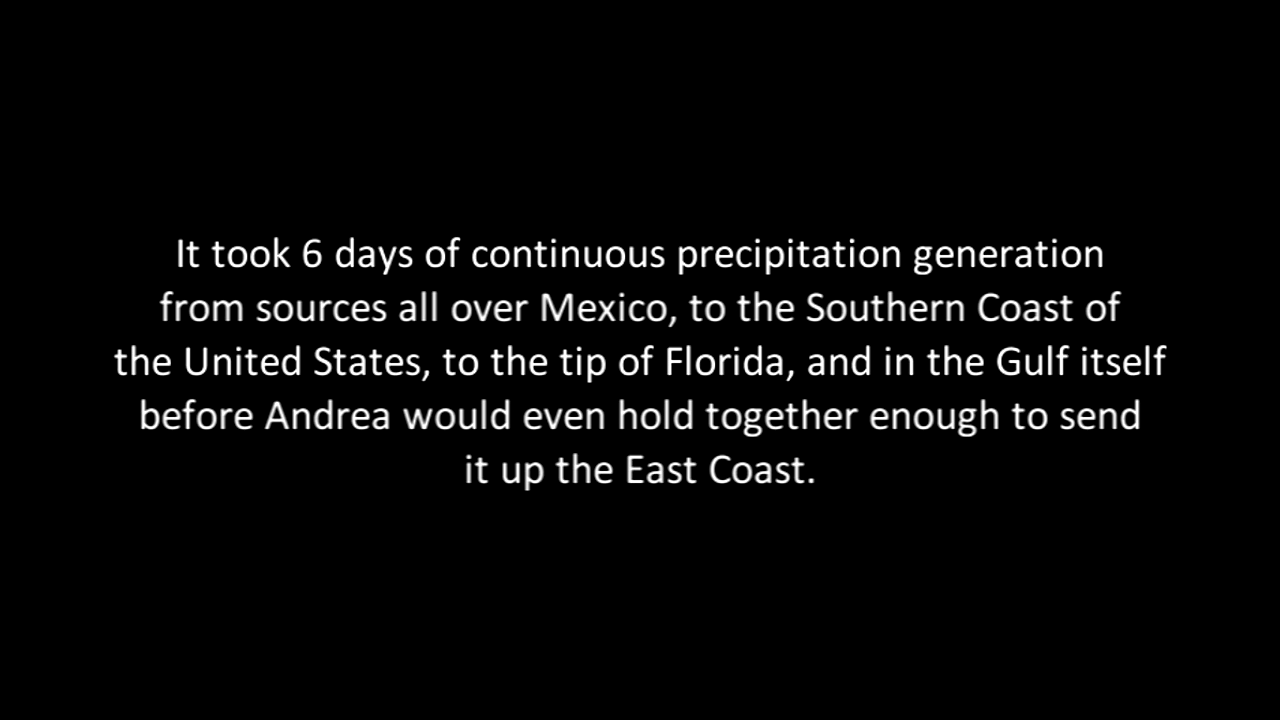 It took 6 days of continuous precipitation generation
from sources all over Mexico, to the Southern Coast of
the United States, to the tip of Florida, and in the Gulf itself
before Andrea would even hold together enough to send
it up the East Coast.